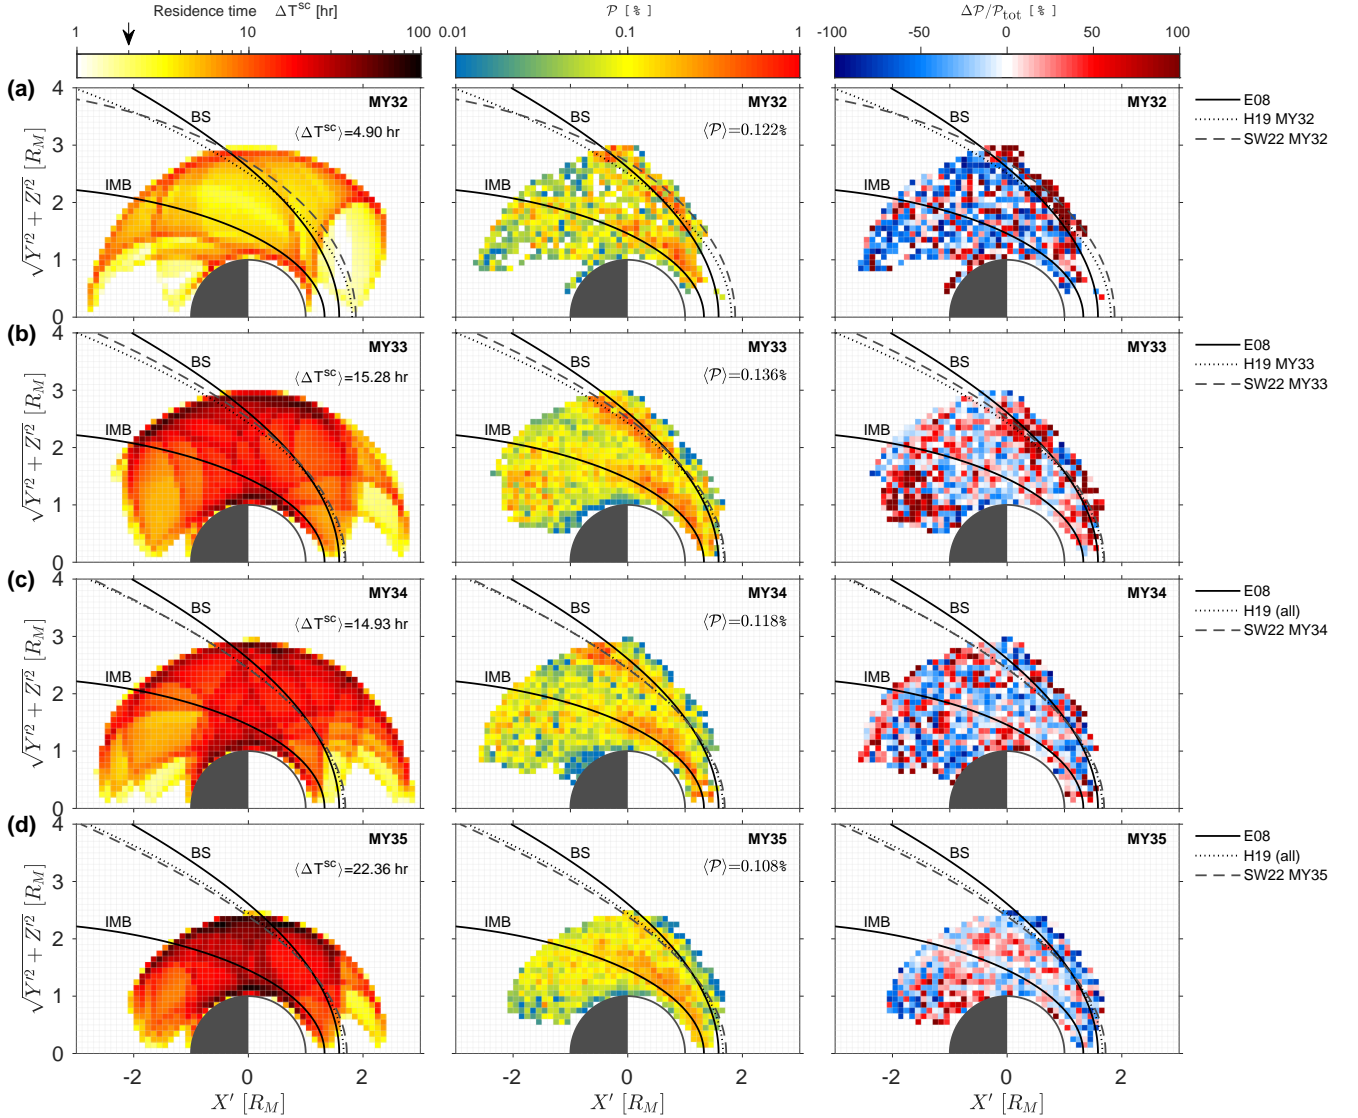 Residence time ΔT^sc [hr]
𝒫 [ % ]
Δ𝒫/𝒫_tot [ % ]
1 10 100
0.01 0.1 1
-100 -50 0 50 100
(a)
4 3 2 1 0
√Y′² + Z′² [R_M]
BS
IMB
MY32
⟨ΔT^sc⟩=4.90 hr
BS
IMB
MY32
⟨𝒫⟩=0.122%
BS
IMB
MY32
E08
H19 MY32
SW22 MY32
(b)
4 3 2 1 0
√Y′² + Z′² [R_M]
BS
IMB
MY33
⟨ΔT^sc⟩=15.28 hr
BS
IMB
MY33
⟨𝒫⟩=0.136%
BS
IMB
MY33
E08
H19 MY33
SW22 MY33
(c)
4 3 2 1 0
√Y′² + Z′² [R_M]
BS
IMB
MY34
⟨ΔT^sc⟩=14.93 hr
BS
IMB
MY34
⟨𝒫⟩=0.118%
BS
IMB
MY34
E08
H19 (all)
SW22 MY34
(d)
4 3 2 1 0
√Y′² + Z′² [R_M]
BS
IMB
MY35
⟨ΔT^sc⟩=22.36 hr
BS
IMB
MY35
⟨𝒫⟩=0.108%
BS
IMB
MY35
E08
H19 (all)
SW22 MY35
-2 0 2
-2 0 2
-2 0 2
X′ [R_M]
X′ [R_M]
X′ [R_M]